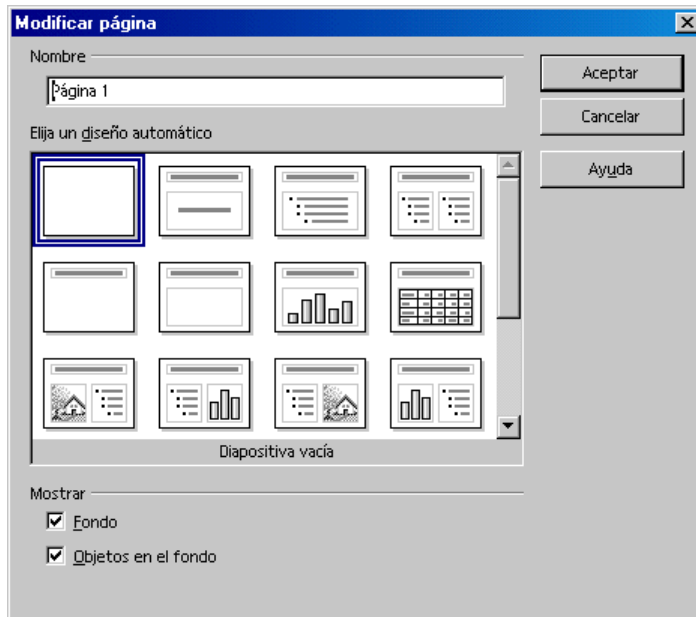 Modificar página
Nombre
Página 1
Elija un diseño automático
Diapositiva vacía
Mostrar
Fondo
Objetos en el fondo
Aceptar
Cancelar
Ayuda